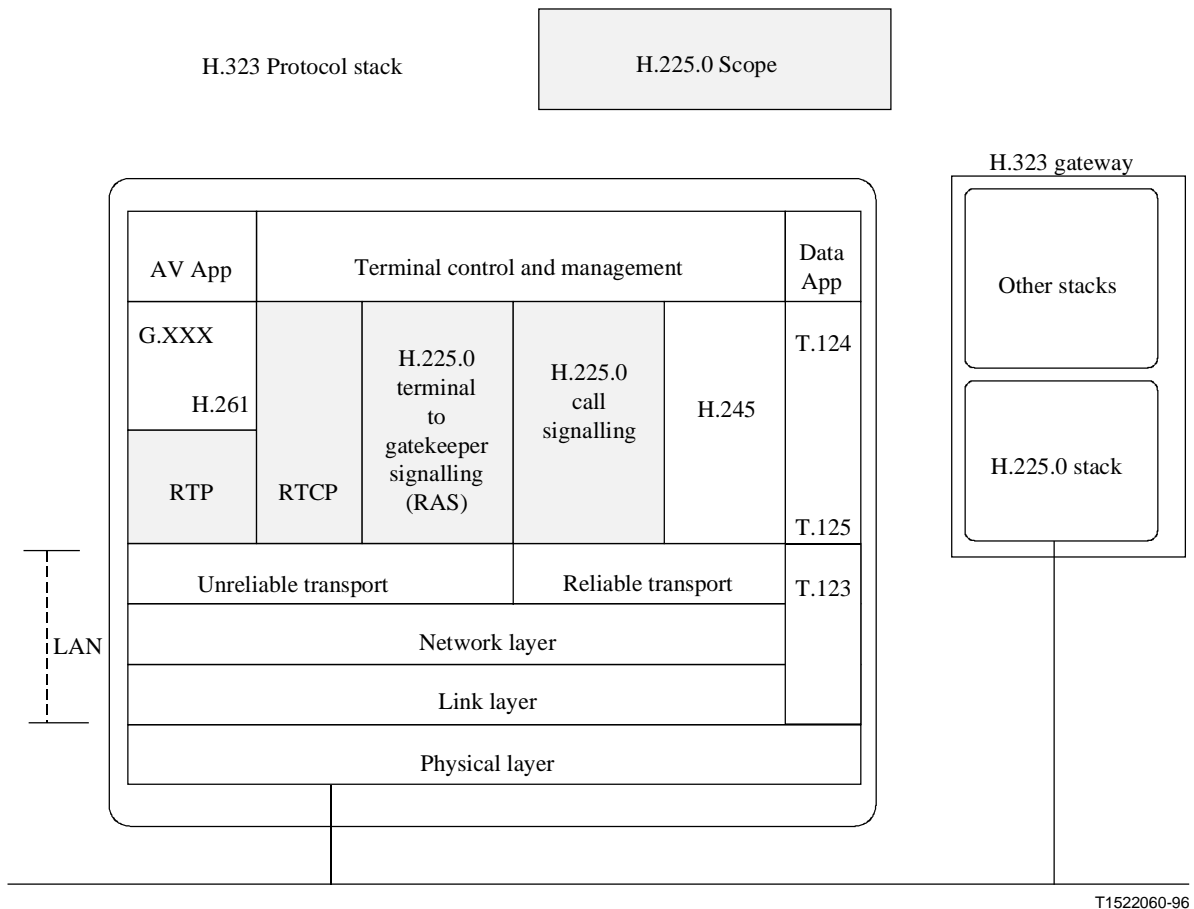 H.323 Protocol stack
H.225.0 Scope
H.323 gateway
AV App
Terminal control and management
Data
App
Other stacks
G.XXX
H.261
RTP
RTCP
H.225.0
terminal
to
gatekeeper
signalling
(RAS)
H.225.0
call
signalling
H.245
T.124
T.125
H.225.0 stack
Unreliable transport
Reliable transport
T.123
LAN
Network layer
Link layer
Physical layer
T1522060-96